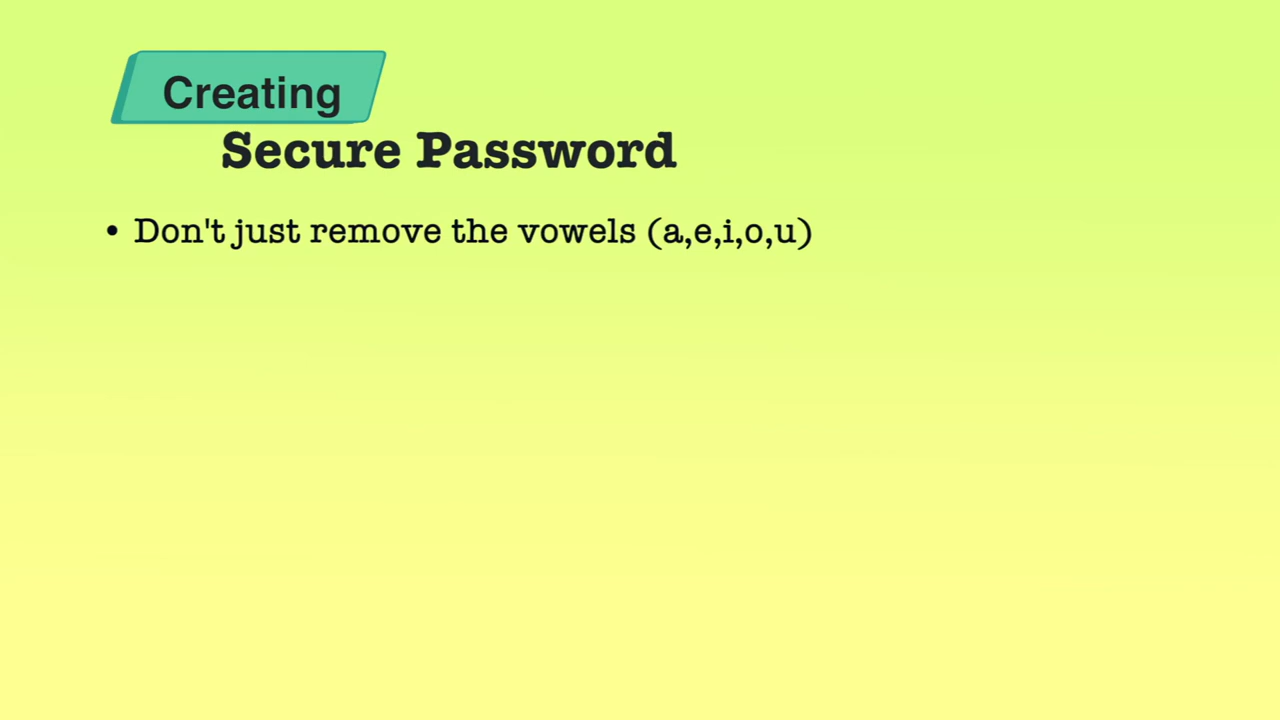 Creating
Secure Password
• Don't just remove the vowels (a,e,i,o,u)